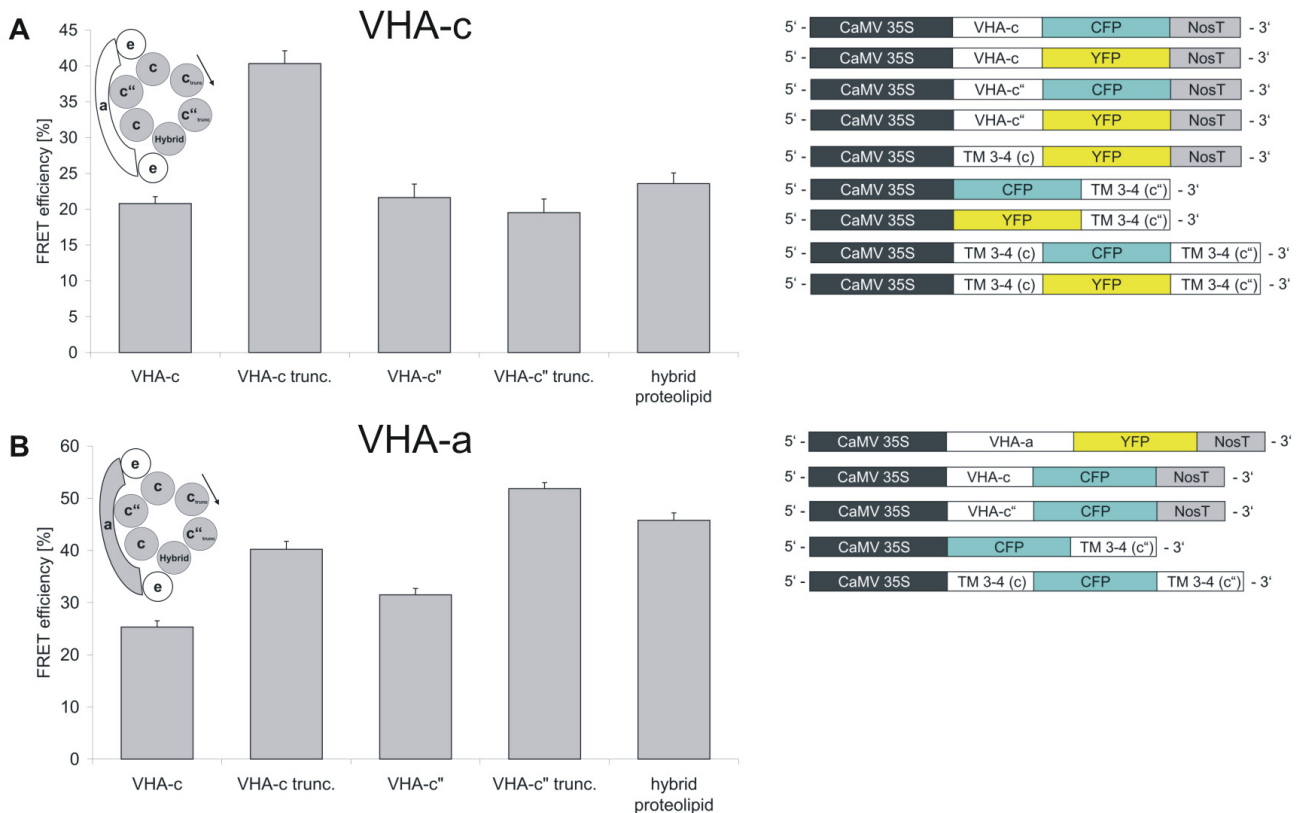 A
VHA-c
FRET efficiency [%]
45
40
35
30
25
20
15
10
5
0
e
c
c trunc
c“
a
c“ trunc
c
Hybrid
e
VHA-c
VHA-c trunc.
VHA-c"
VHA-c" trunc.
hybrid
proteolipid
5‘ - CaMV 35S VHA-c CFP NosT - 3‘
5‘ - CaMV 35S VHA-c YFP NosT - 3‘
5‘ - CaMV 35S VHA-c“ CFP NosT - 3‘
5‘ - CaMV 35S VHA-c“ YFP NosT - 3‘
5‘ - CaMV 35S TM 3-4 (c) YFP NosT - 3‘
5‘ - CaMV 35S CFP TM 3-4 (c“) - 3‘
5‘ - CaMV 35S YFP TM 3-4 (c“) - 3‘
5‘ - CaMV 35S TM 3-4 (c) CFP TM 3-4 (c“) - 3‘
5‘ - CaMV 35S TM 3-4 (c) YFP TM 3-4 (c“) - 3‘
B
VHA-a
FRET efficiency [%]
60
50
40
30
20
10
0
e
c
c trunc
c“
a
c“ trunc
c
Hybrid
e
VHA-c
VHA-c trunc.
VHA-c"
VHA-c" trunc.
hybrid
proteolipid
5‘ - CaMV 35S VHA-a YFP NosT - 3‘
5‘ - CaMV 35S VHA-c CFP NosT - 3‘
5‘ - CaMV 35S VHA-c“ CFP NosT - 3‘
5‘ - CaMV 35S CFP TM 3-4 (c“) - 3‘
5‘ - CaMV 35S TM 3-4 (c) CFP TM 3-4 (c“) - 3‘